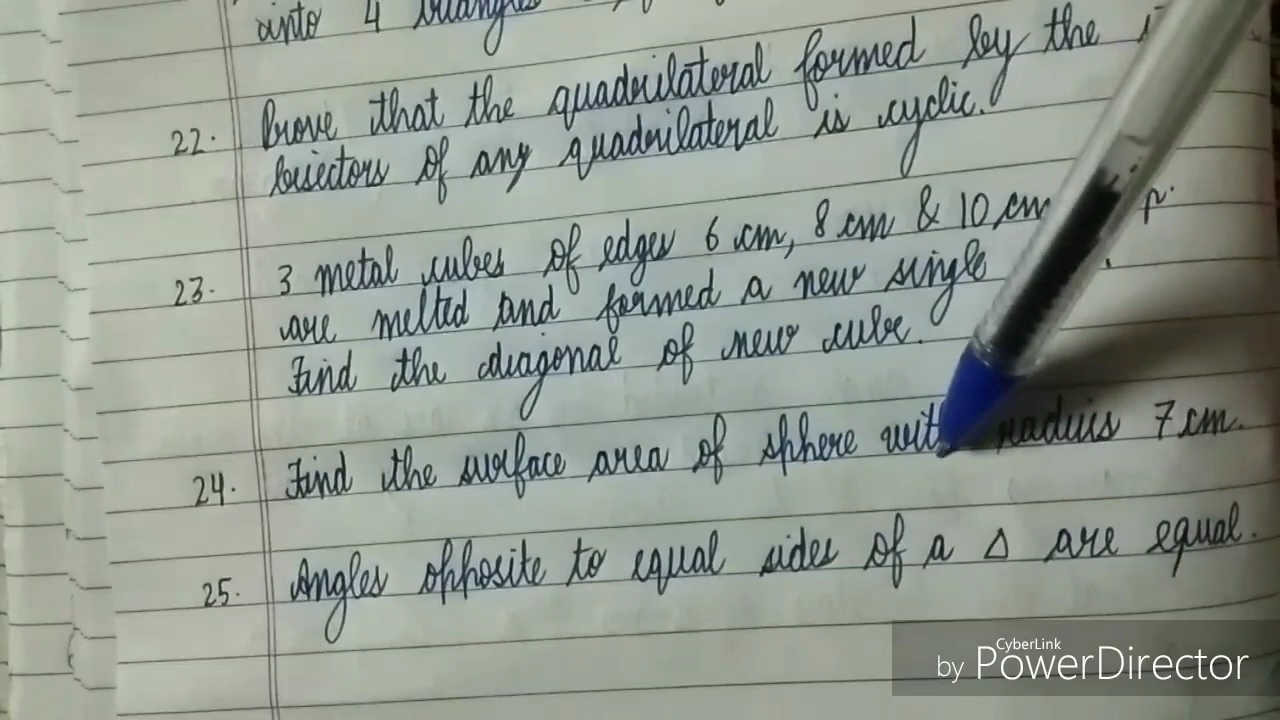 into 4 triangles
22. Prove that the quadrilateral formed by the
bisectors of any quadrilateral is cyclic.
23. 3 metal cubes of edges 6 cm, 8 cm & 10 cm
are melted and formed a new single
Find the diagonal of new cube.
24. Find the surface area of sphere with radius 7 cm.
25. Angles opposite to equal sides of a Δ are equal.
CyberLink
by PowerDirector